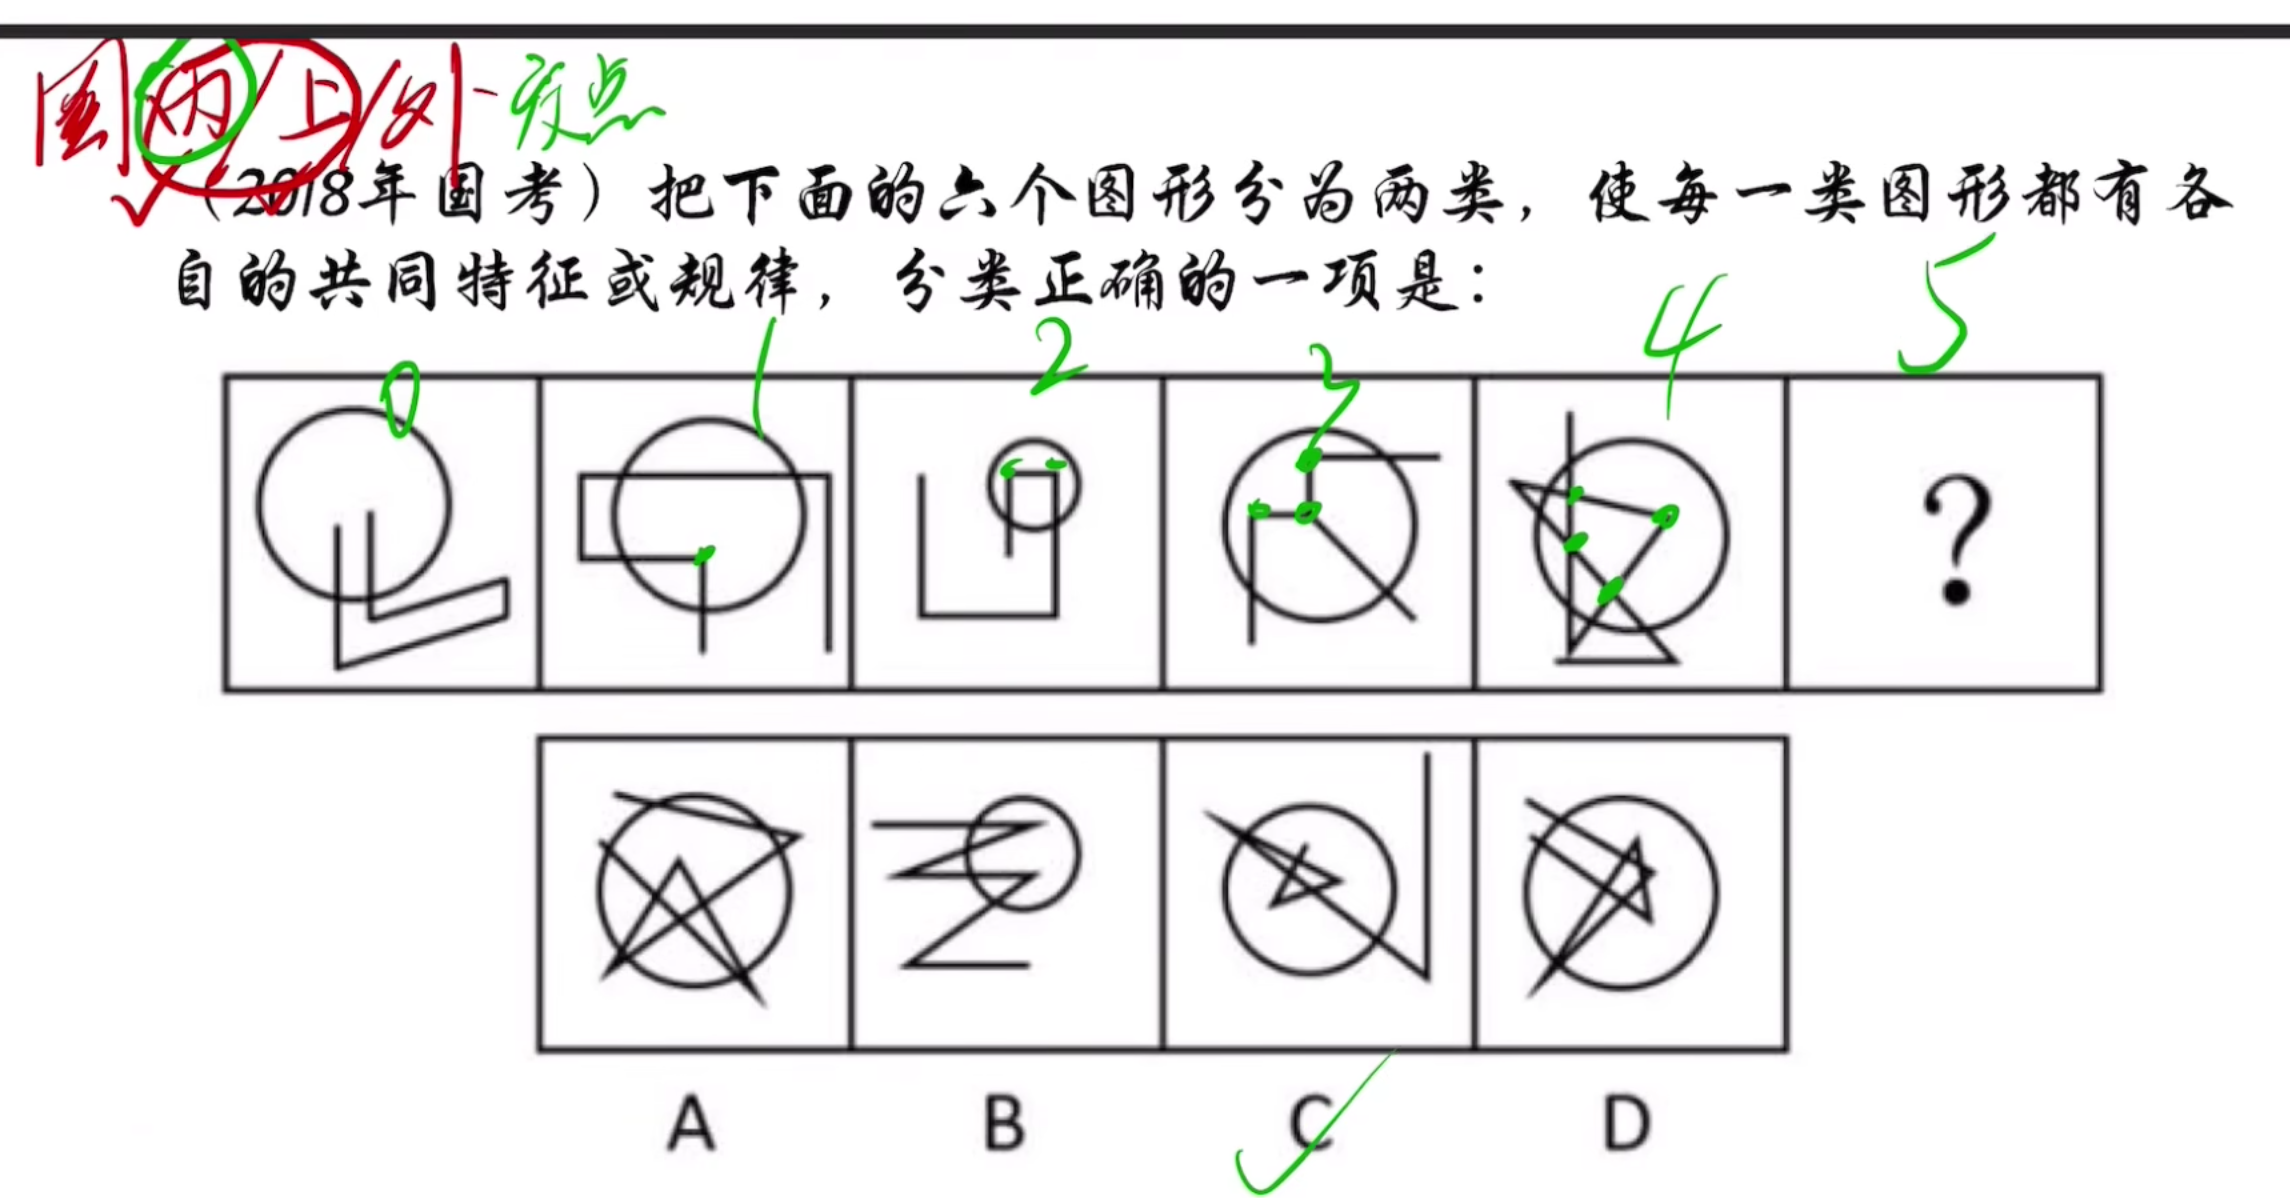 圆内/上/外-交点
(2018年国考)把下面的六个图形分为两类，使每一类图形都有各
自的共同特征或规律，分类正确的一项是：
0 1 2 3 4 5
?
A B C D